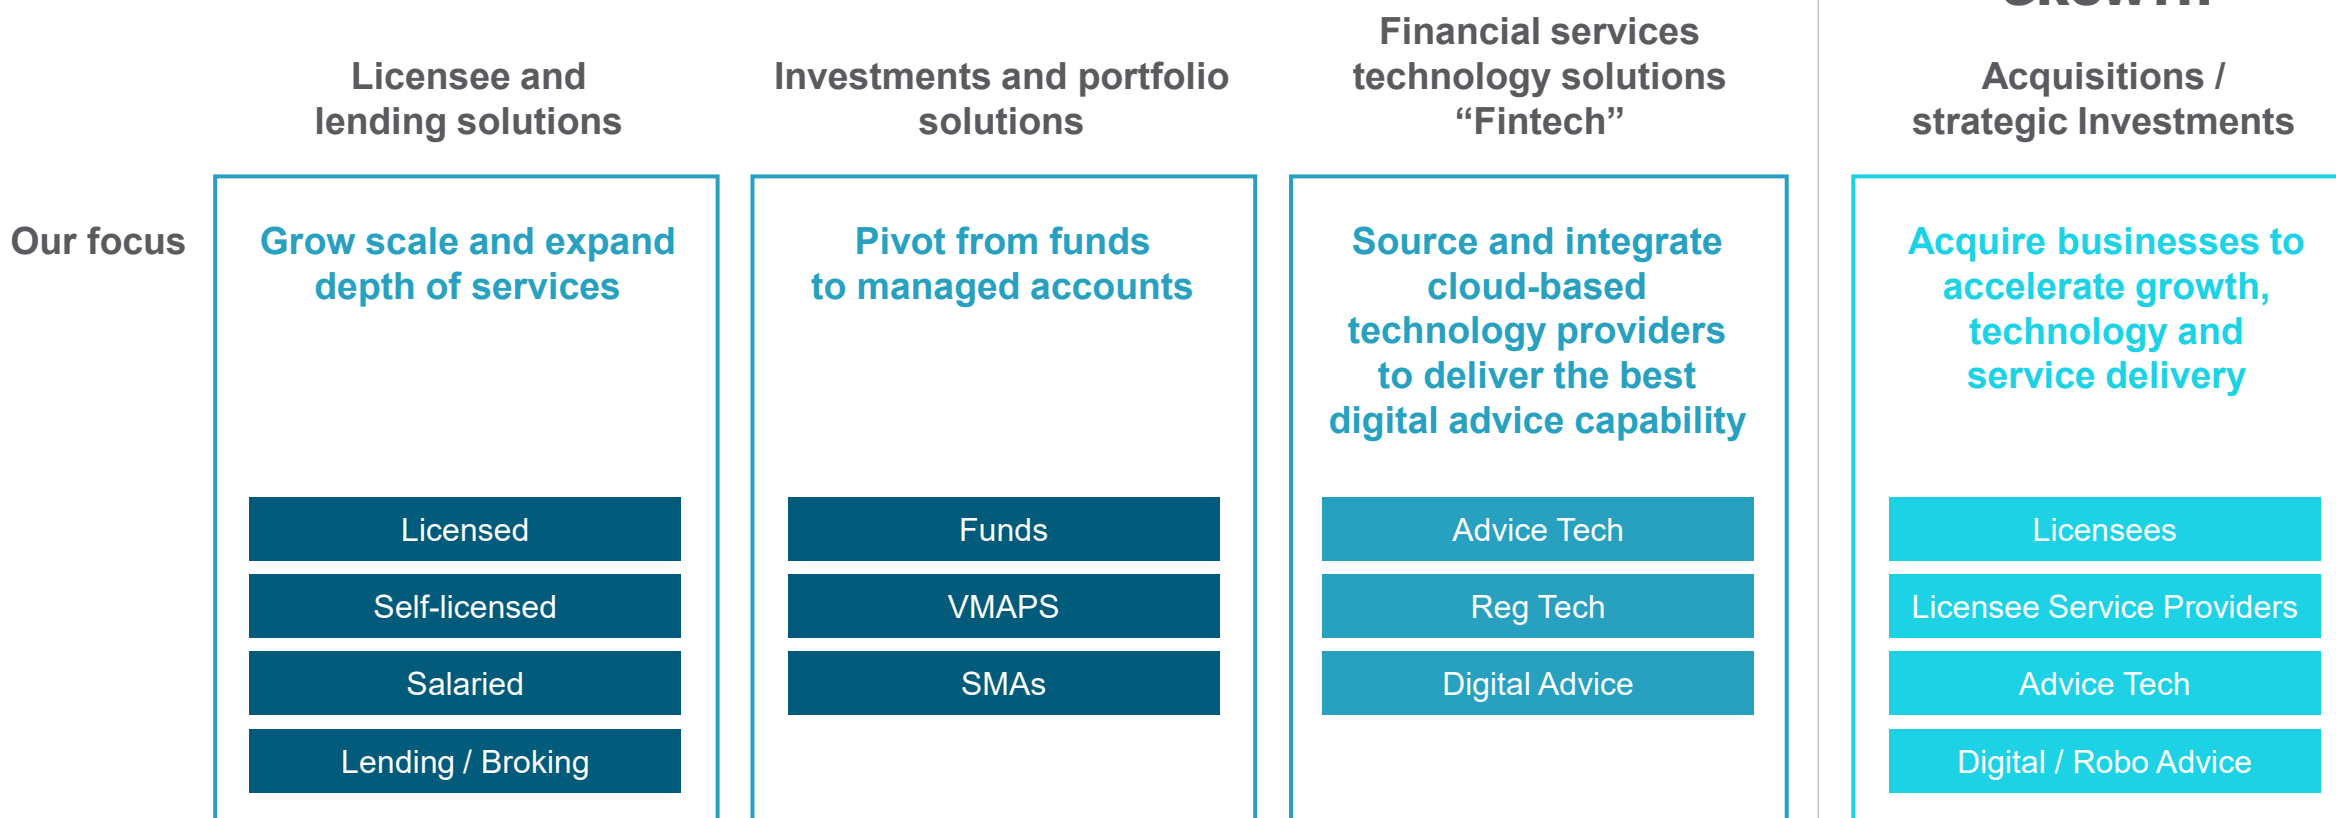 Licensee and
lending solutions
Investments and portfolio
solutions
Financial services
technology solutions
“Fintech”
Acquisitions /
strategic Investments
Our focus
Grow scale and expand
depth of services
Pivot from funds
to managed accounts
Source and integrate
cloud-based
technology providers
to deliver the best
digital advice capability
Acquire businesses to
accelerate growth,
technology and
service delivery
Licensed
Self-licensed
Salaried
Lending / Broking
Funds
VMAPS
SMAs
Advice Tech
Reg Tech
Digital Advice
Licensees
Licensee Service Providers
Advice Tech
Digital / Robo Advice